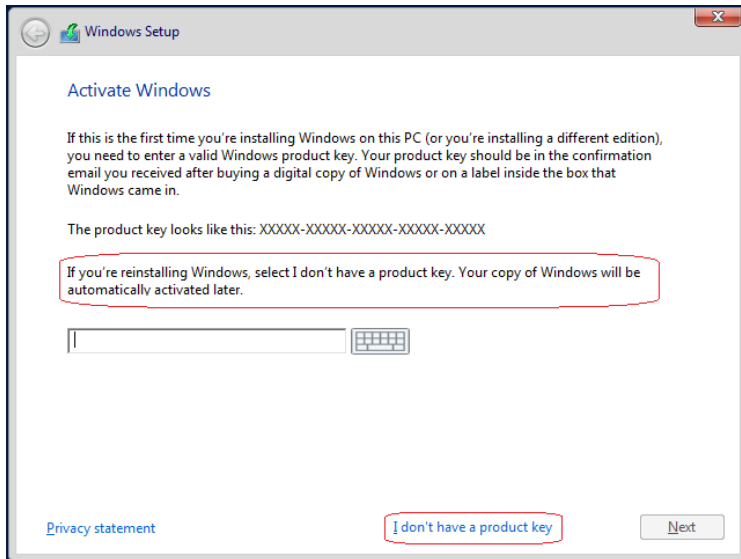 Windows Setup
Activate Windows
If this is the first time you're installing Windows on this PC (or you're installing a different edition),
you need to enter a valid Windows product key. Your product key should be in the confirmation
email you received after buying a digital copy of Windows or on a label inside the box that
Windows came in.
The product key looks like this: XXXXX-XXXXX-XXXXX-XXXXX-XXXXX
If you're reinstalling Windows, select I don't have a product key. Your copy of Windows will be
automatically activated later.
Privacy statement I don't have a product key Next